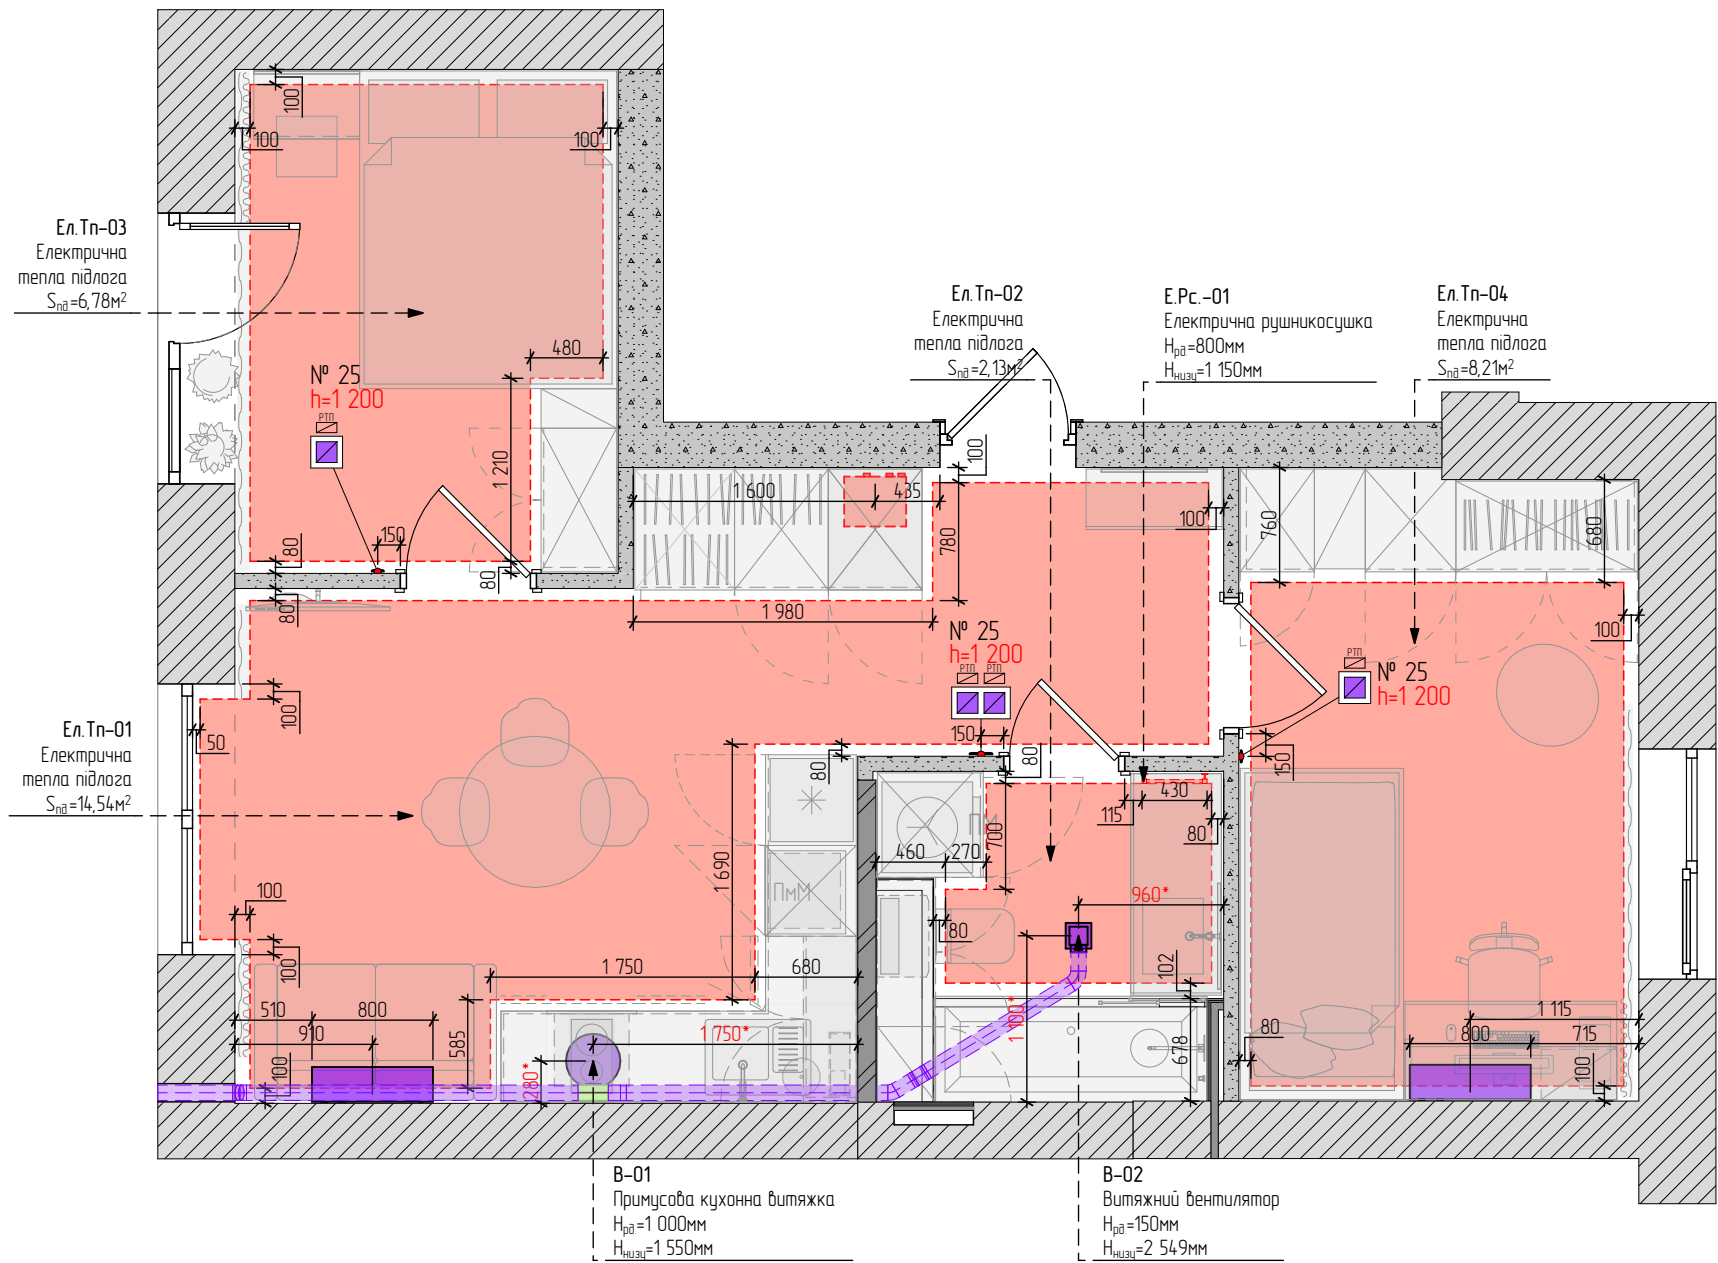 Ел.Тп-03
Електрична
тепла підлога
Sпд=6,78м²
Ел.Тп-02
Електрична
тепла підлога
Sпд=2,13м²
Е.Рс.-01
Електрична рушникосушка
Hрд=800мм
Hнизу=1 150мм
Ел.Тп-04
Електрична
тепла підлога
Sпд=8,21м²
Ел.Тп-01
Електрична
тепла підлога
Sпд=14,54м²
В-01
Примусова кухонна витяжка
Hрд=1 000мм
Hнизу=1 550мм
В-02
Витяжний вентилятор
Hрд=150мм
Hнизу=2 549мм
100
100
100
480
№ 25
h=1 200
РТП
1 210
150
80
80
80
1 600
435
100
780
100
1 980
760
680
100
№ 25
h=1 200
РТП
РТП
150
80
РТП
№ 25
h=1 200
150
100
50
80
1 690
ПмМ
ПМ
460
270
700
115
430
80
960*
80
102
1 100*
678
100
100
1 750
680
510
800
910
100
585
280*
1 750*
80
1 115
800
715
100